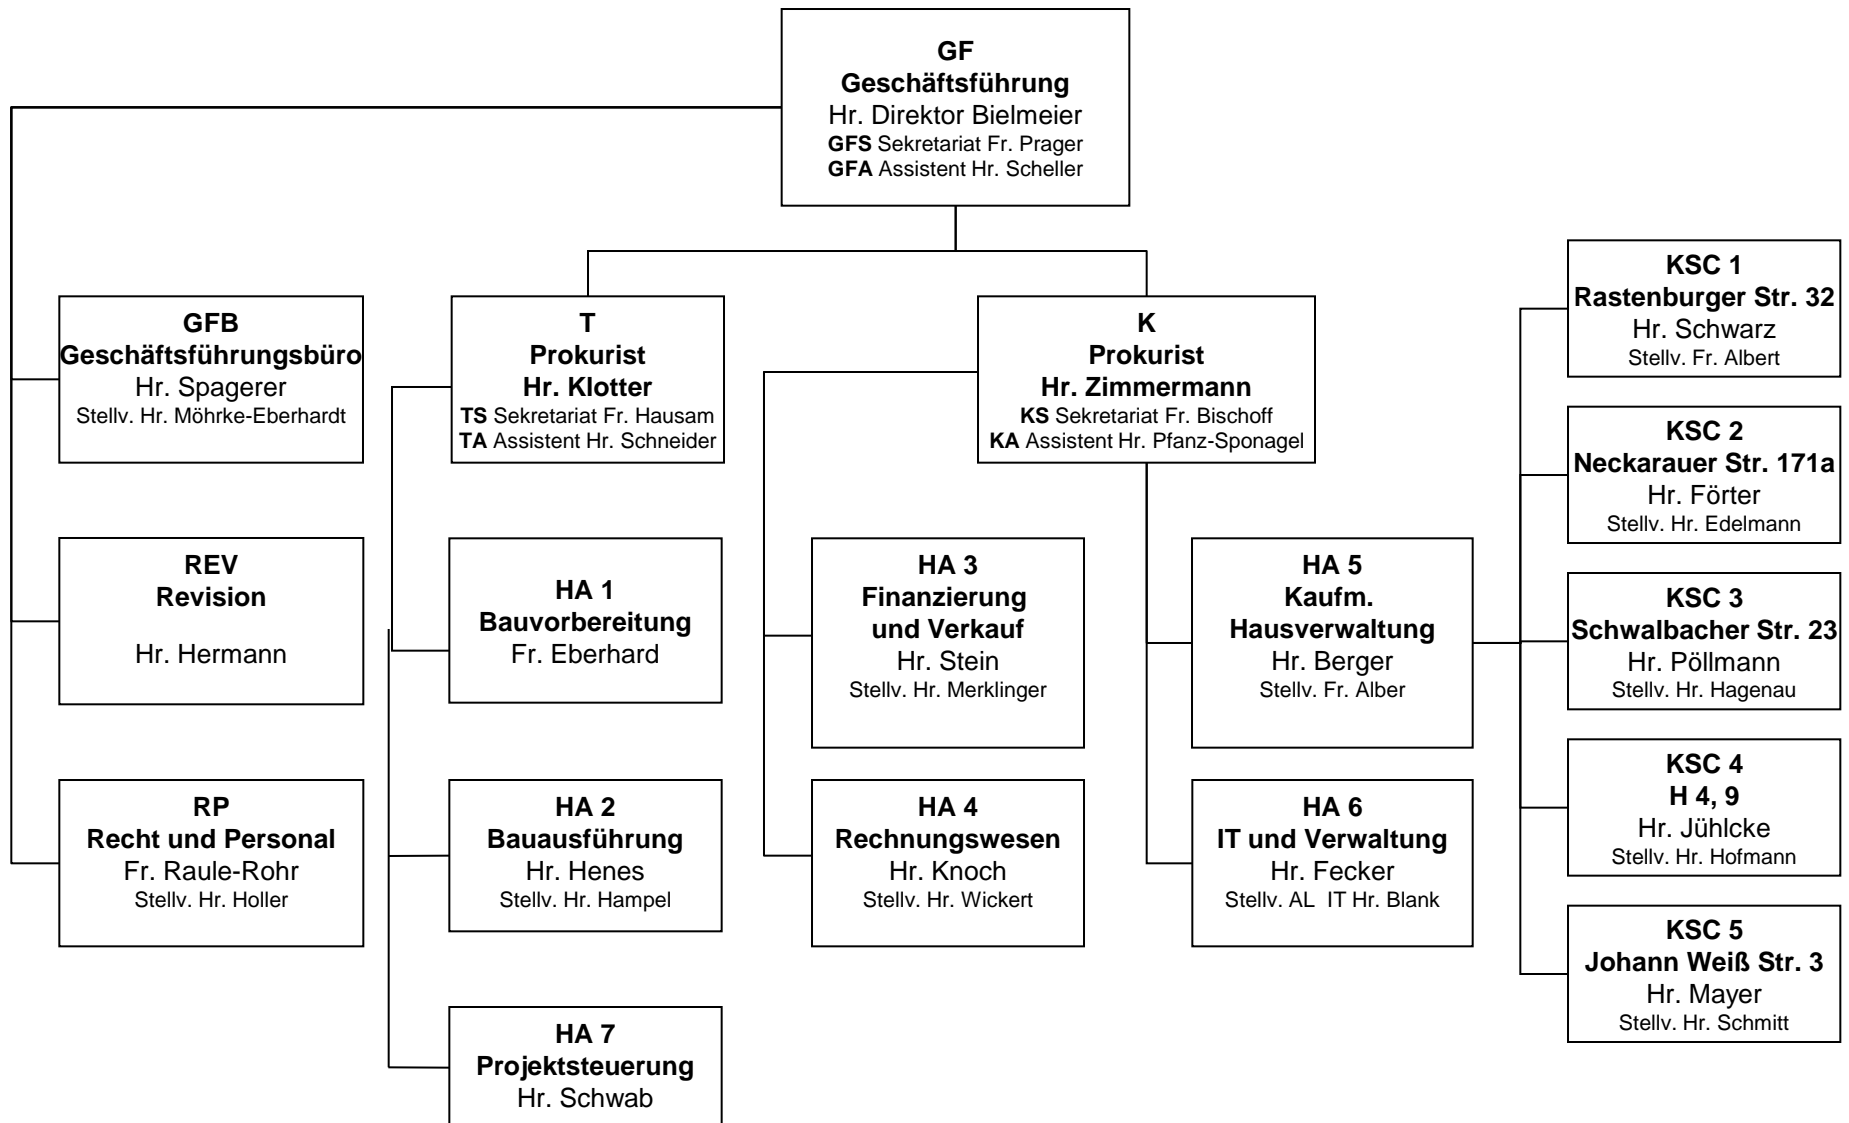 GF
Geschäftsführung
Hr. Direktor Bielmeier
GFS Sekretariat Fr. Prager
GFA Assistent Hr. Scheller
GFB
Geschäftsführungsbüro
Hr. Spagerer
Stellv. Hr. Möhrke-Eberhardt
REV
Revision
Hr. Hermann
RP
Recht und Personal
Fr. Raule-Rohr
Stellv. Hr. Holler
T
Prokurist
Hr. Klotter
TS Sekretariat Fr. Hausam
TA Assistent Hr. Schneider
HA 1
Bauvorbereitung
Fr. Eberhard
HA 2
Bauausführung
Hr. Henes
Stellv. Hr. Hampel
HA 7
Projektsteuerung
Hr. Schwab
K
Prokurist
Hr. Zimmermann
KS Sekretariat Fr. Bischoff
KA Assistent Hr. Pfanz-Sponagel
HA 3
Finanzierung
und Verkauf
Hr. Stein
Stellv. Hr. Merklinger
HA 4
Rechnungswesen
Hr. Knoch
Stellv. Hr. Wickert
HA 5
Kaufm.
Hausverwaltung
Hr. Berger
Stellv. Fr. Alber
HA 6
IT und Verwaltung
Hr. Fecker
Stellv. AL IT Hr. Blank
KSC 1
Rastenburger Str. 32
Hr. Schwarz
Stellv. Fr. Albert
KSC 2
Neckarauer Str. 171a
Hr. Förter
Stellv. Hr. Edelmann
KSC 3
Schwalbacher Str. 23
Hr. Pöllmann
Stellv. Hr. Hagenau
KSC 4
H 4, 9
Hr. Jühlcke
Stellv. Hr. Hofmann
KSC 5
Johann Weiß Str. 3
Hr. Mayer
Stellv. Hr. Schmitt